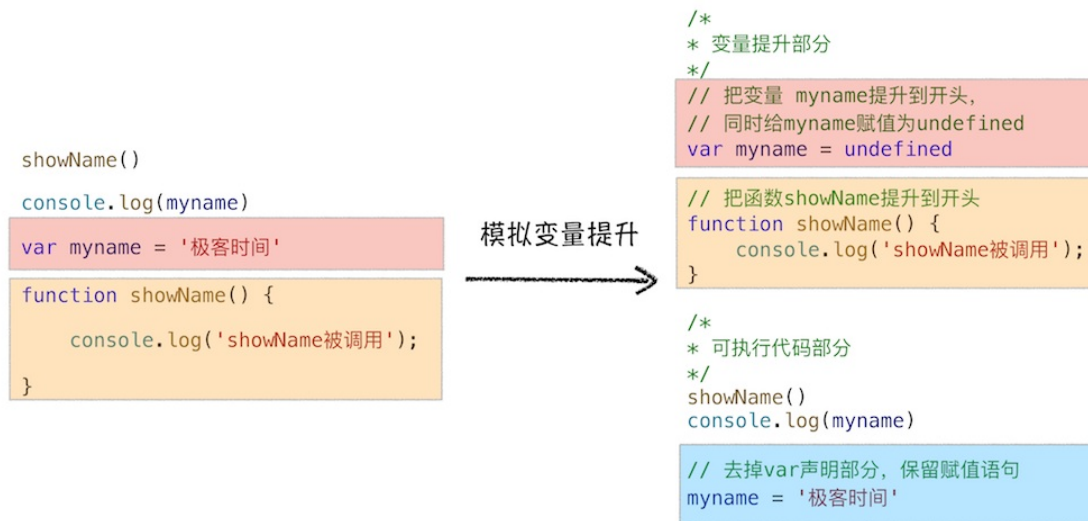 showName()
console.log(myname)
var myname = '极客时间'
function showName() {
    console.log('showName被调用');
}
模拟变量提升
/*
* 变量提升部分
*/
// 把变量 myname提升到开头，
// 同时给myname赋值为undefined
var myname = undefined
// 把函数showName提升到开头
function showName() {
    console.log('showName被调用');
}
/*
* 可执行代码部分
*/
showName()
console.log(myname)
// 去掉var声明部分，保留赋值语句
myname = '极客时间'